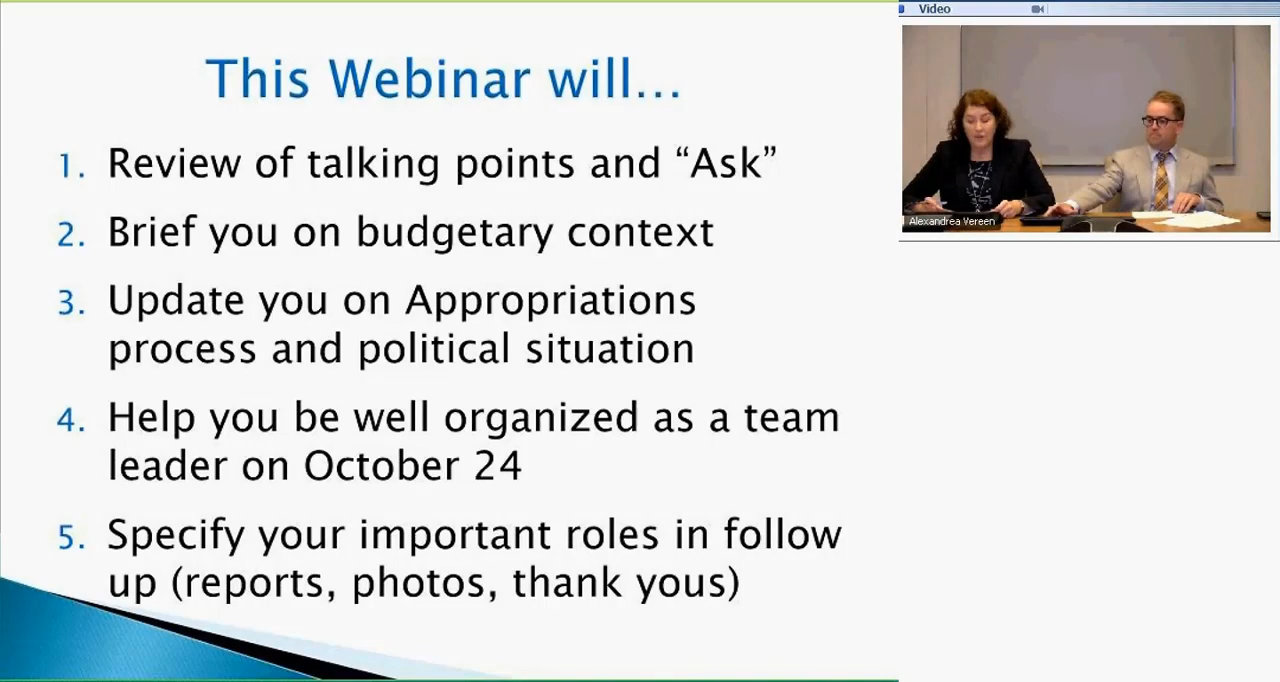 This Webinar will...
1. Review of talking points and “Ask”
2. Brief you on budgetary context
3. Update you on Appropriations
process and political situation
4. Help you be well organized as a team
leader on October 24
5. Specify your important roles in follow
up (reports, photos, thank yous)
Video
Alexandrea Vereen